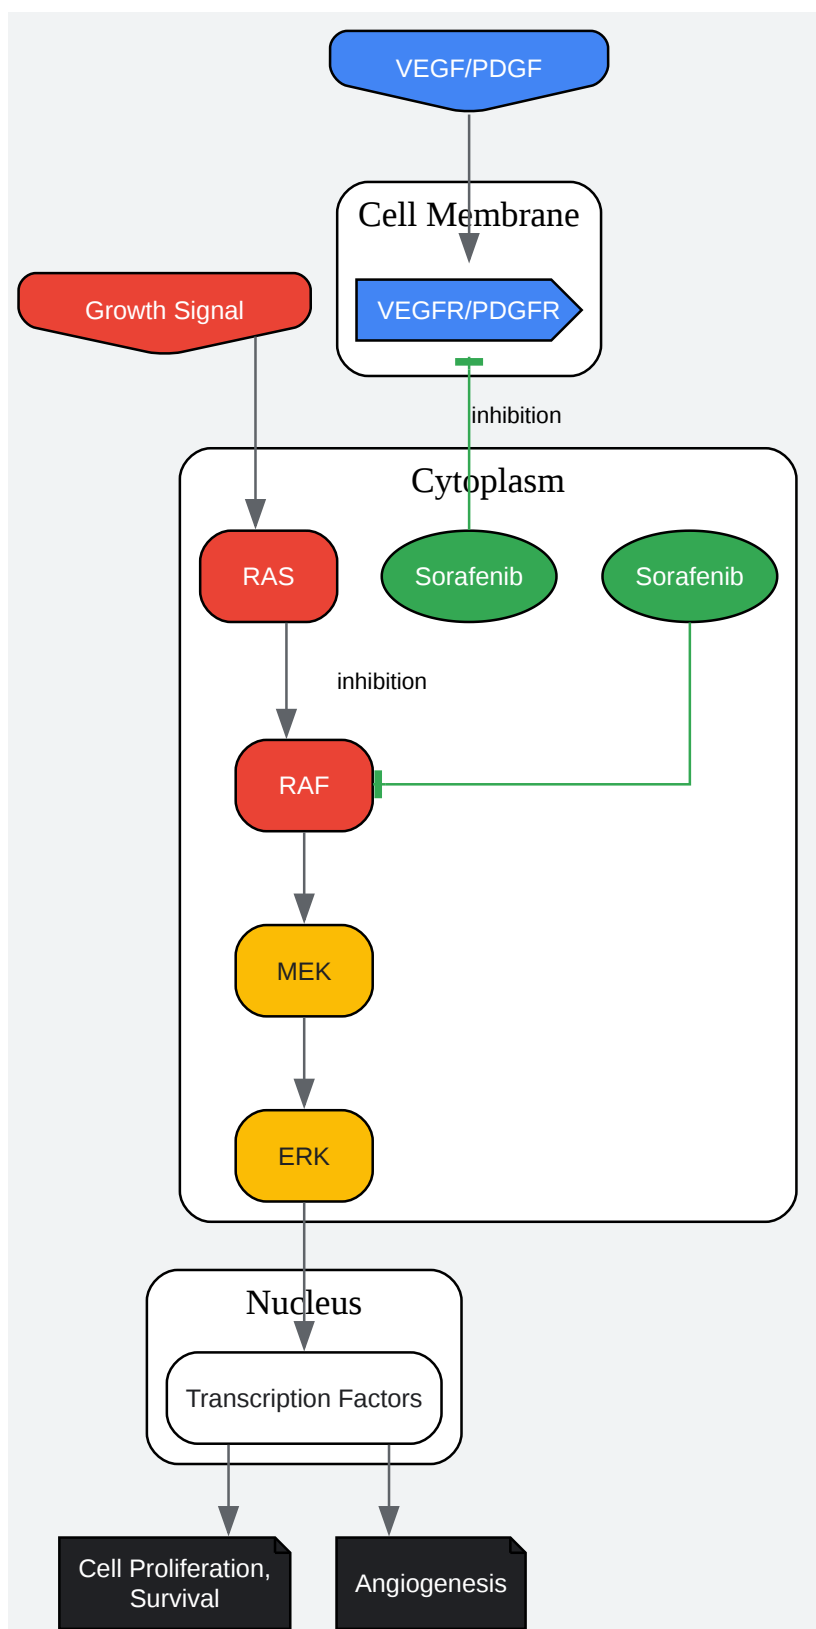 VEGF/PDGF
Cell Membrane
Growth Signal
VEGFR/PDGFR
inhibition
Cytoplasm
RAS
Sorafenib
Sorafenib
inhibition
RAF
MEK
ERK
Nucleus
Transcription Factors
Cell Proliferation,
Survival
Angiogenesis